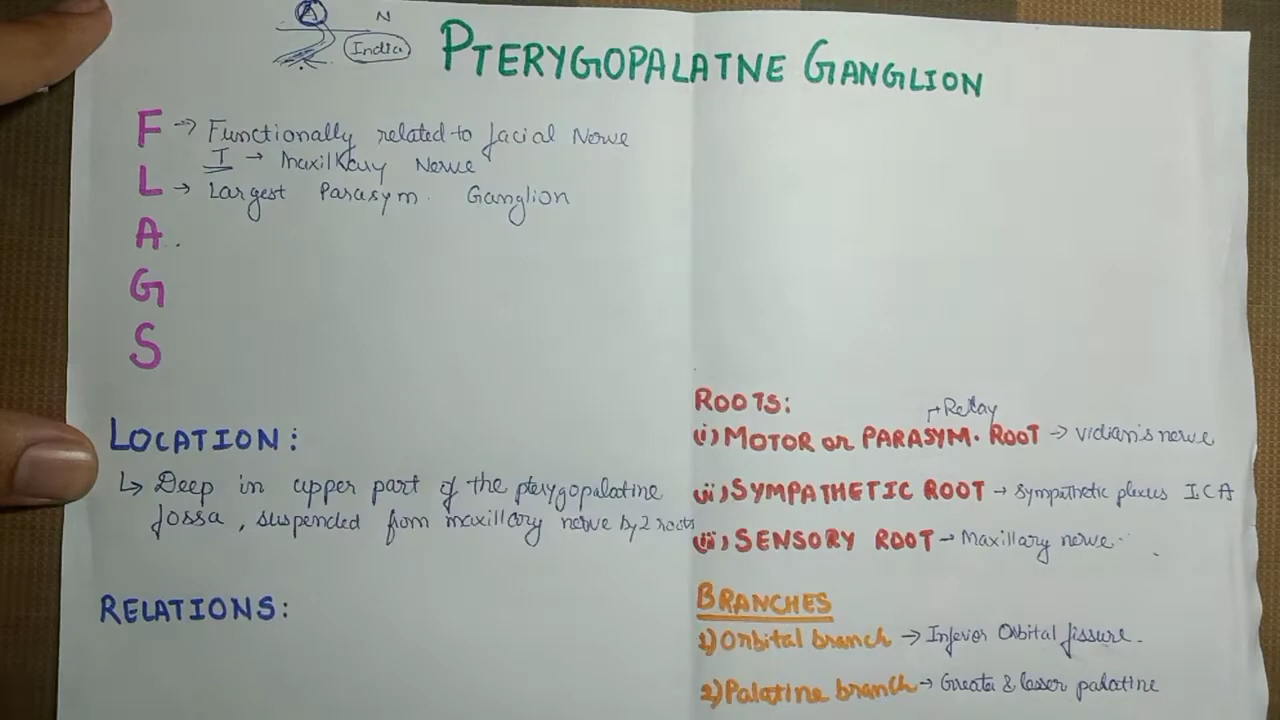 A N
India
PTERYGOPALATNE GANGLION
F → Functionally related to facial Nerve
T → Maxillary Nerve
L → Largest Parasym. Ganglion
A.
G
S
LOCATION:
↳ Deep in upper part of the pterygopalatine
fossa, suspended from maxillary nerve by 2 roots
RELATIONS:
ROOTS:
→ Relay
(i) MOTOR or PARASYM. ROOT → vidian's nerve
(ii) SYMPATHETIC ROOT → sympathetic plexus ICA
(iii) SENSORY ROOT → Maxillary nerve.
BRANCHES
1) Orbital branch → Inferior Orbital fissure.
2) Palatine branch → Greater & lesser palatine